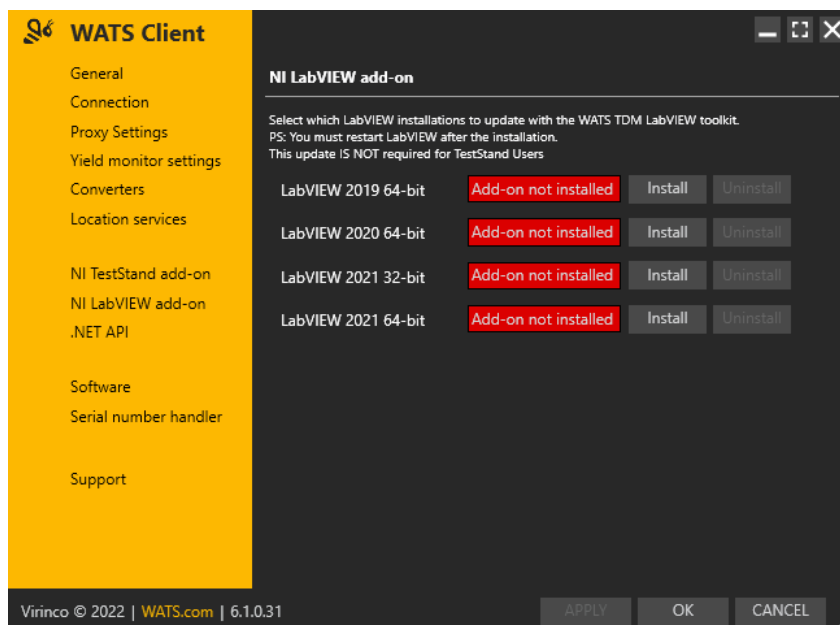 WATS Client
General
Connection
Proxy Settings
Yield monitor settings
Converters
Location services
NI TestStand add-on
NI LabVIEW add-on
.NET API
Software
Serial number handler
Support
NI LabVIEW add-on
Select which LabVIEW installations to update with the WATS TDM LabVIEW toolkit.
PS: You must restart LabVIEW after the installation.
This update IS NOT required for TestStand Users
LabVIEW 2019 64-bit Add-on not installed Install Uninstall
LabVIEW 2020 64-bit Add-on not installed Install Uninstall
LabVIEW 2021 32-bit Add-on not installed Install Uninstall
LabVIEW 2021 64-bit Add-on not installed Install Uninstall
Virinco © 2022 | WATS.com | 6.1.0.31 APPLY OK CANCEL